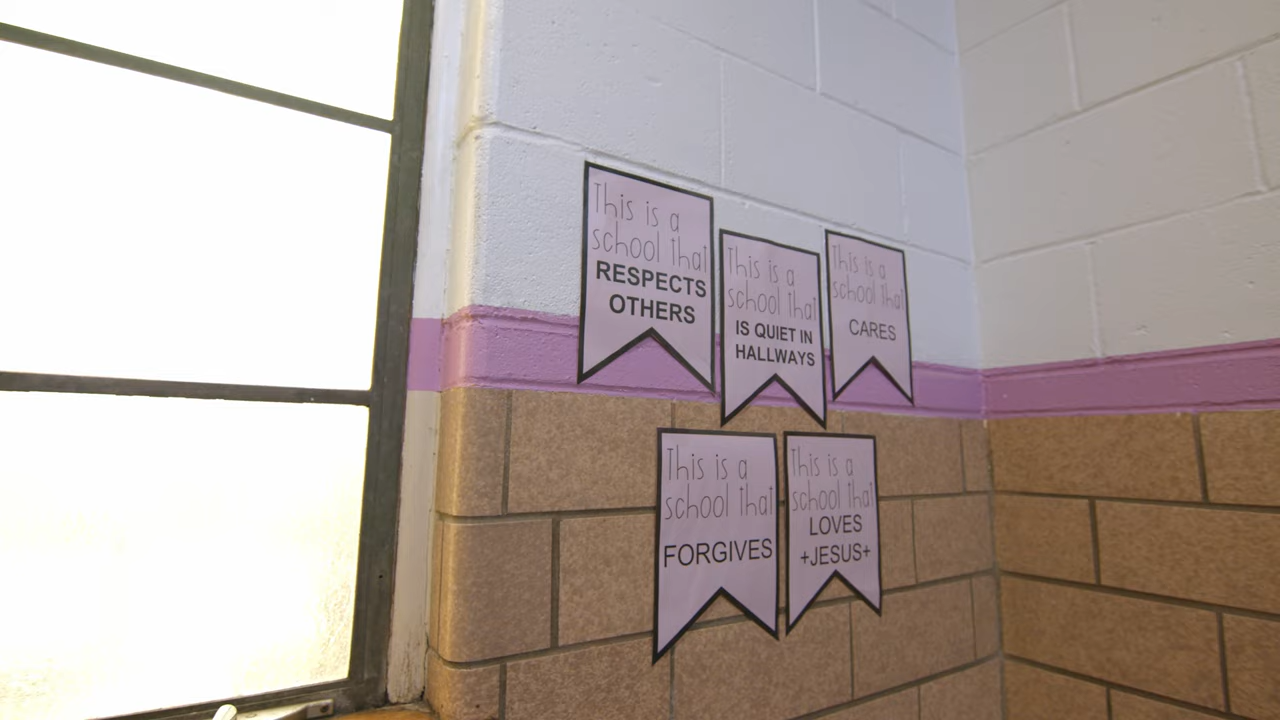 This is a
school that
RESPECTS
OTHERS
This is a
school that
IS QUIET IN
HALLWAYS
This is a
school that
CARES
This is a
school that
FORGIVES
This is a
school that
LOVES
+JESUS+